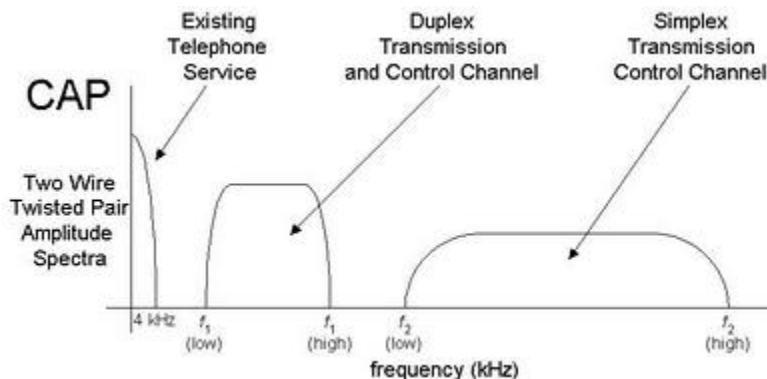 Existing
Telephone
Service
Duplex
Transmission
and Control Channel
Simplex
Transmission
Control Channel
CAP
Two Wire
Twisted Pair
Amplitude
Spectra
4 kHz
f1
(low)
f1
(high)
f2
(low)
f2
(high)
frequency (kHz)